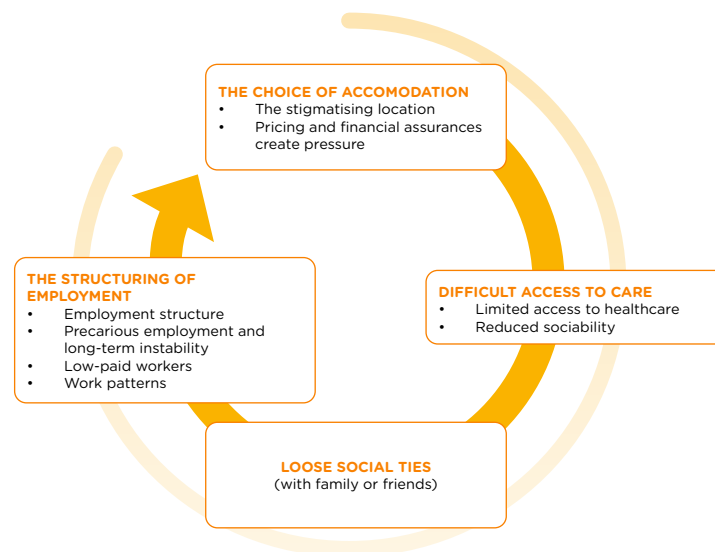 THE CHOICE OF ACCOMODATION
• The stigmatising location
• Pricing and financial assurances
create pressure
DIFFICULT ACCESS TO CARE
• Limited access to healthcare
• Reduced sociability
LOOSE SOCIAL TIES
(with family or friends)
THE STRUCTURING OF
EMPLOYMENT
• Employment structure
• Precarious employment and
long-term instability
• Low-paid workers
• Work patterns